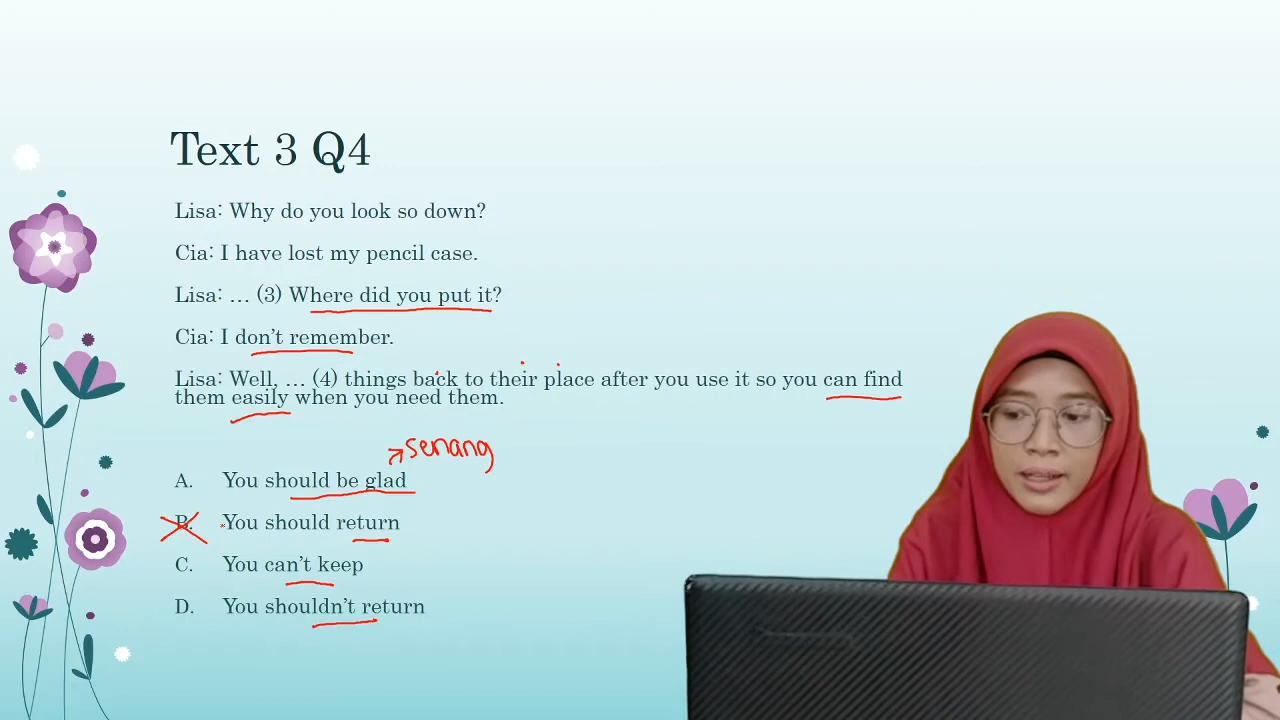 Text 3 Q4
Lisa: Why do you look so down?
Cia: I have lost my pencil case.
Lisa: … (3) Where did you put it?
Cia: I don't remember.
Lisa: Well, … (4) things back to their place after you use it so you can find
them easily when you need them.
→senang
A. You should be glad
B. You should return
C. You can't keep
D. You shouldn't return